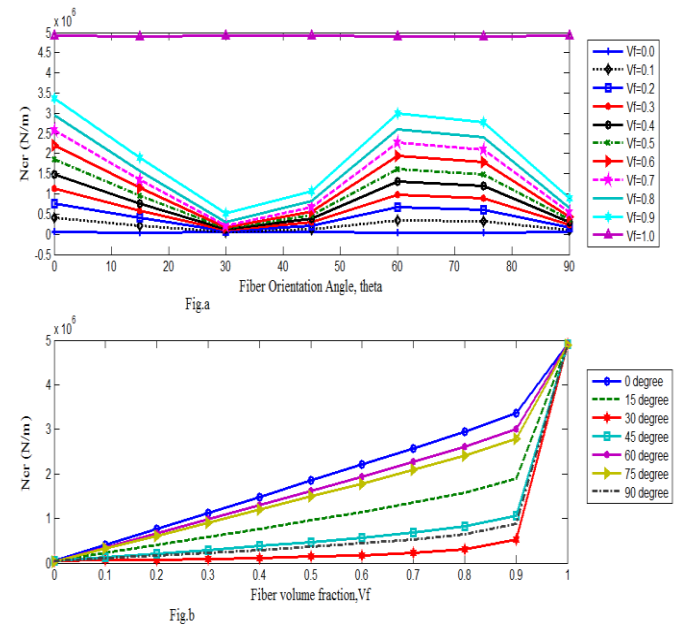 x 10^6
5
4.5
4
3.5
3
2.5
2
1.5
1
0.5
0
-0.5
Ncr (N/m)
0 10 20 30 40 50 60 70 80 90
Fiber Orientation Angle, theta
Fig.a
Vf=0.0
Vf=0.1
Vf=0.2
Vf=0.3
Vf=0.4
Vf=0.5
Vf=0.6
Vf=0.7
Vf=0.8
Vf=0.9
Vf=1.0
x 10^6
5
4
3
2
1
0
Ncr (N/m)
0 0.1 0.2 0.3 0.4 0.5 0.6 0.7 0.8 0.9 1
Fiber volume fraction,Vf
Fig.b
0 degree
15 degree
30 degree
45 degree
60 degree
75 degree
90 degree